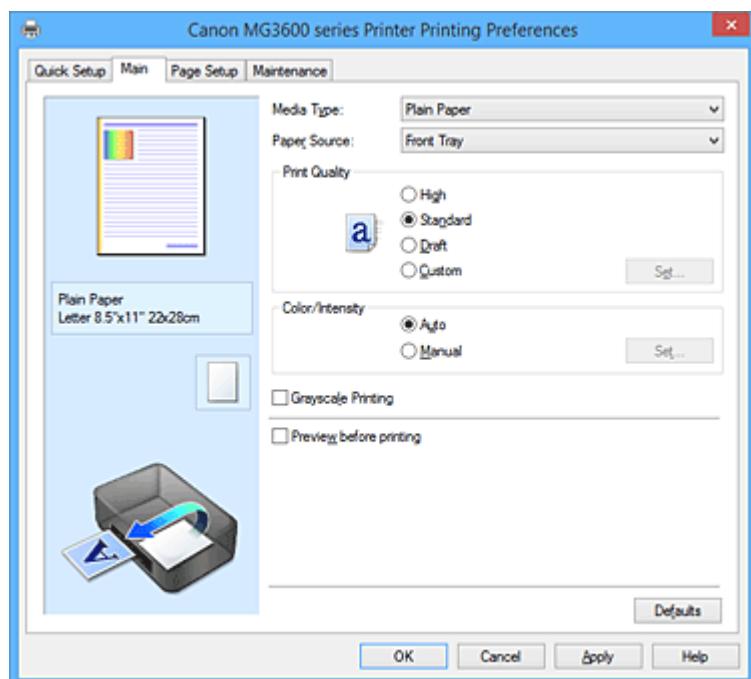 Canon MG3600 series Printer Printing Preferences
Quick Setup Main Page Setup Maintenance
Media Type: Plain Paper
Paper Source: Front Tray
Print Quality
High
a Standard
Draft
Custom Set...
Plain Paper
Letter 8.5"x11" 22x28cm
Color/Intensity
Auto
Manual Set...
Grayscale Printing
Preview before printing
A
Defaults
OK Cancel Apply Help